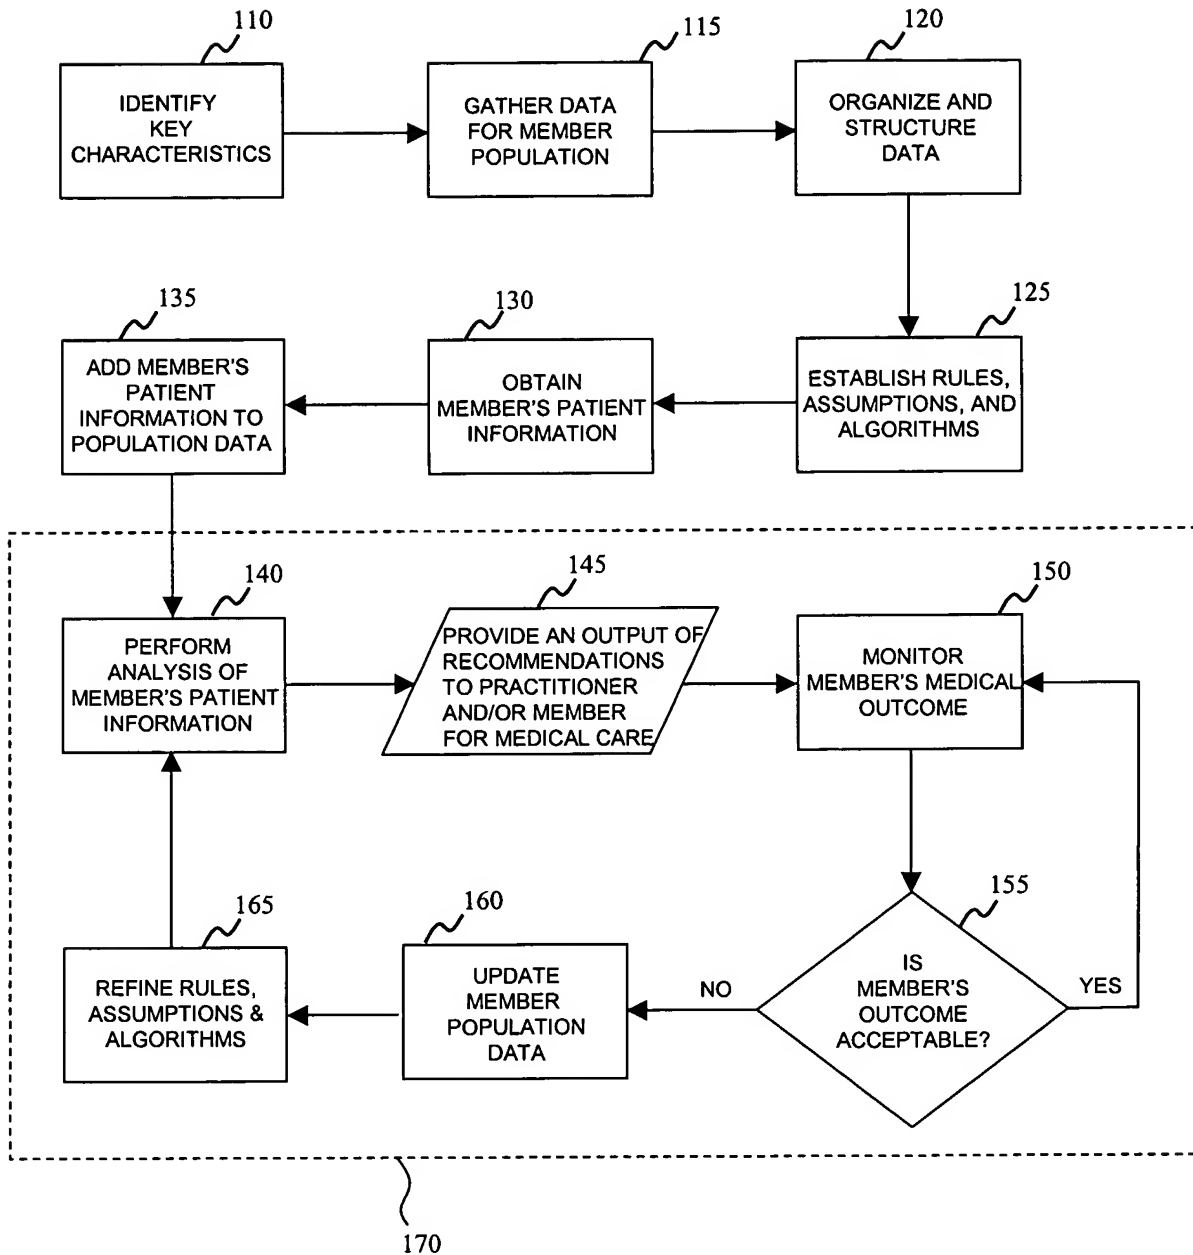 110
IDENTIFY
KEY
CHARACTERISTICS
115
GATHER DATA
FOR MEMBER
POPULATION
120
ORGANIZE AND
STRUCTURE
DATA
125
ESTABLISH RULES,
ASSUMPTIONS, AND
ALGORITHMS
130
OBTAIN
MEMBER'S PATIENT
INFORMATION
135
ADD MEMBER'S
PATIENT
INFORMATION TO
POPULATION DATA
140
PERFORM
ANALYSIS OF
MEMBER'S PATIENT
INFORMATION
145
PROVIDE AN OUTPUT OF
RECOMMENDATIONS
TO PRACTITIONER
AND/OR MEMBER
FOR MEDICAL CARE
150
MONITOR
MEMBER'S MEDICAL
OUTCOME
155
IS
MEMBER'S
OUTCOME
ACCEPTABLE?
YES
NO
160
UPDATE
MEMBER
POPULATION
DATA
165
REFINE RULES,
ASSUMPTIONS &
ALGORITHMS
170